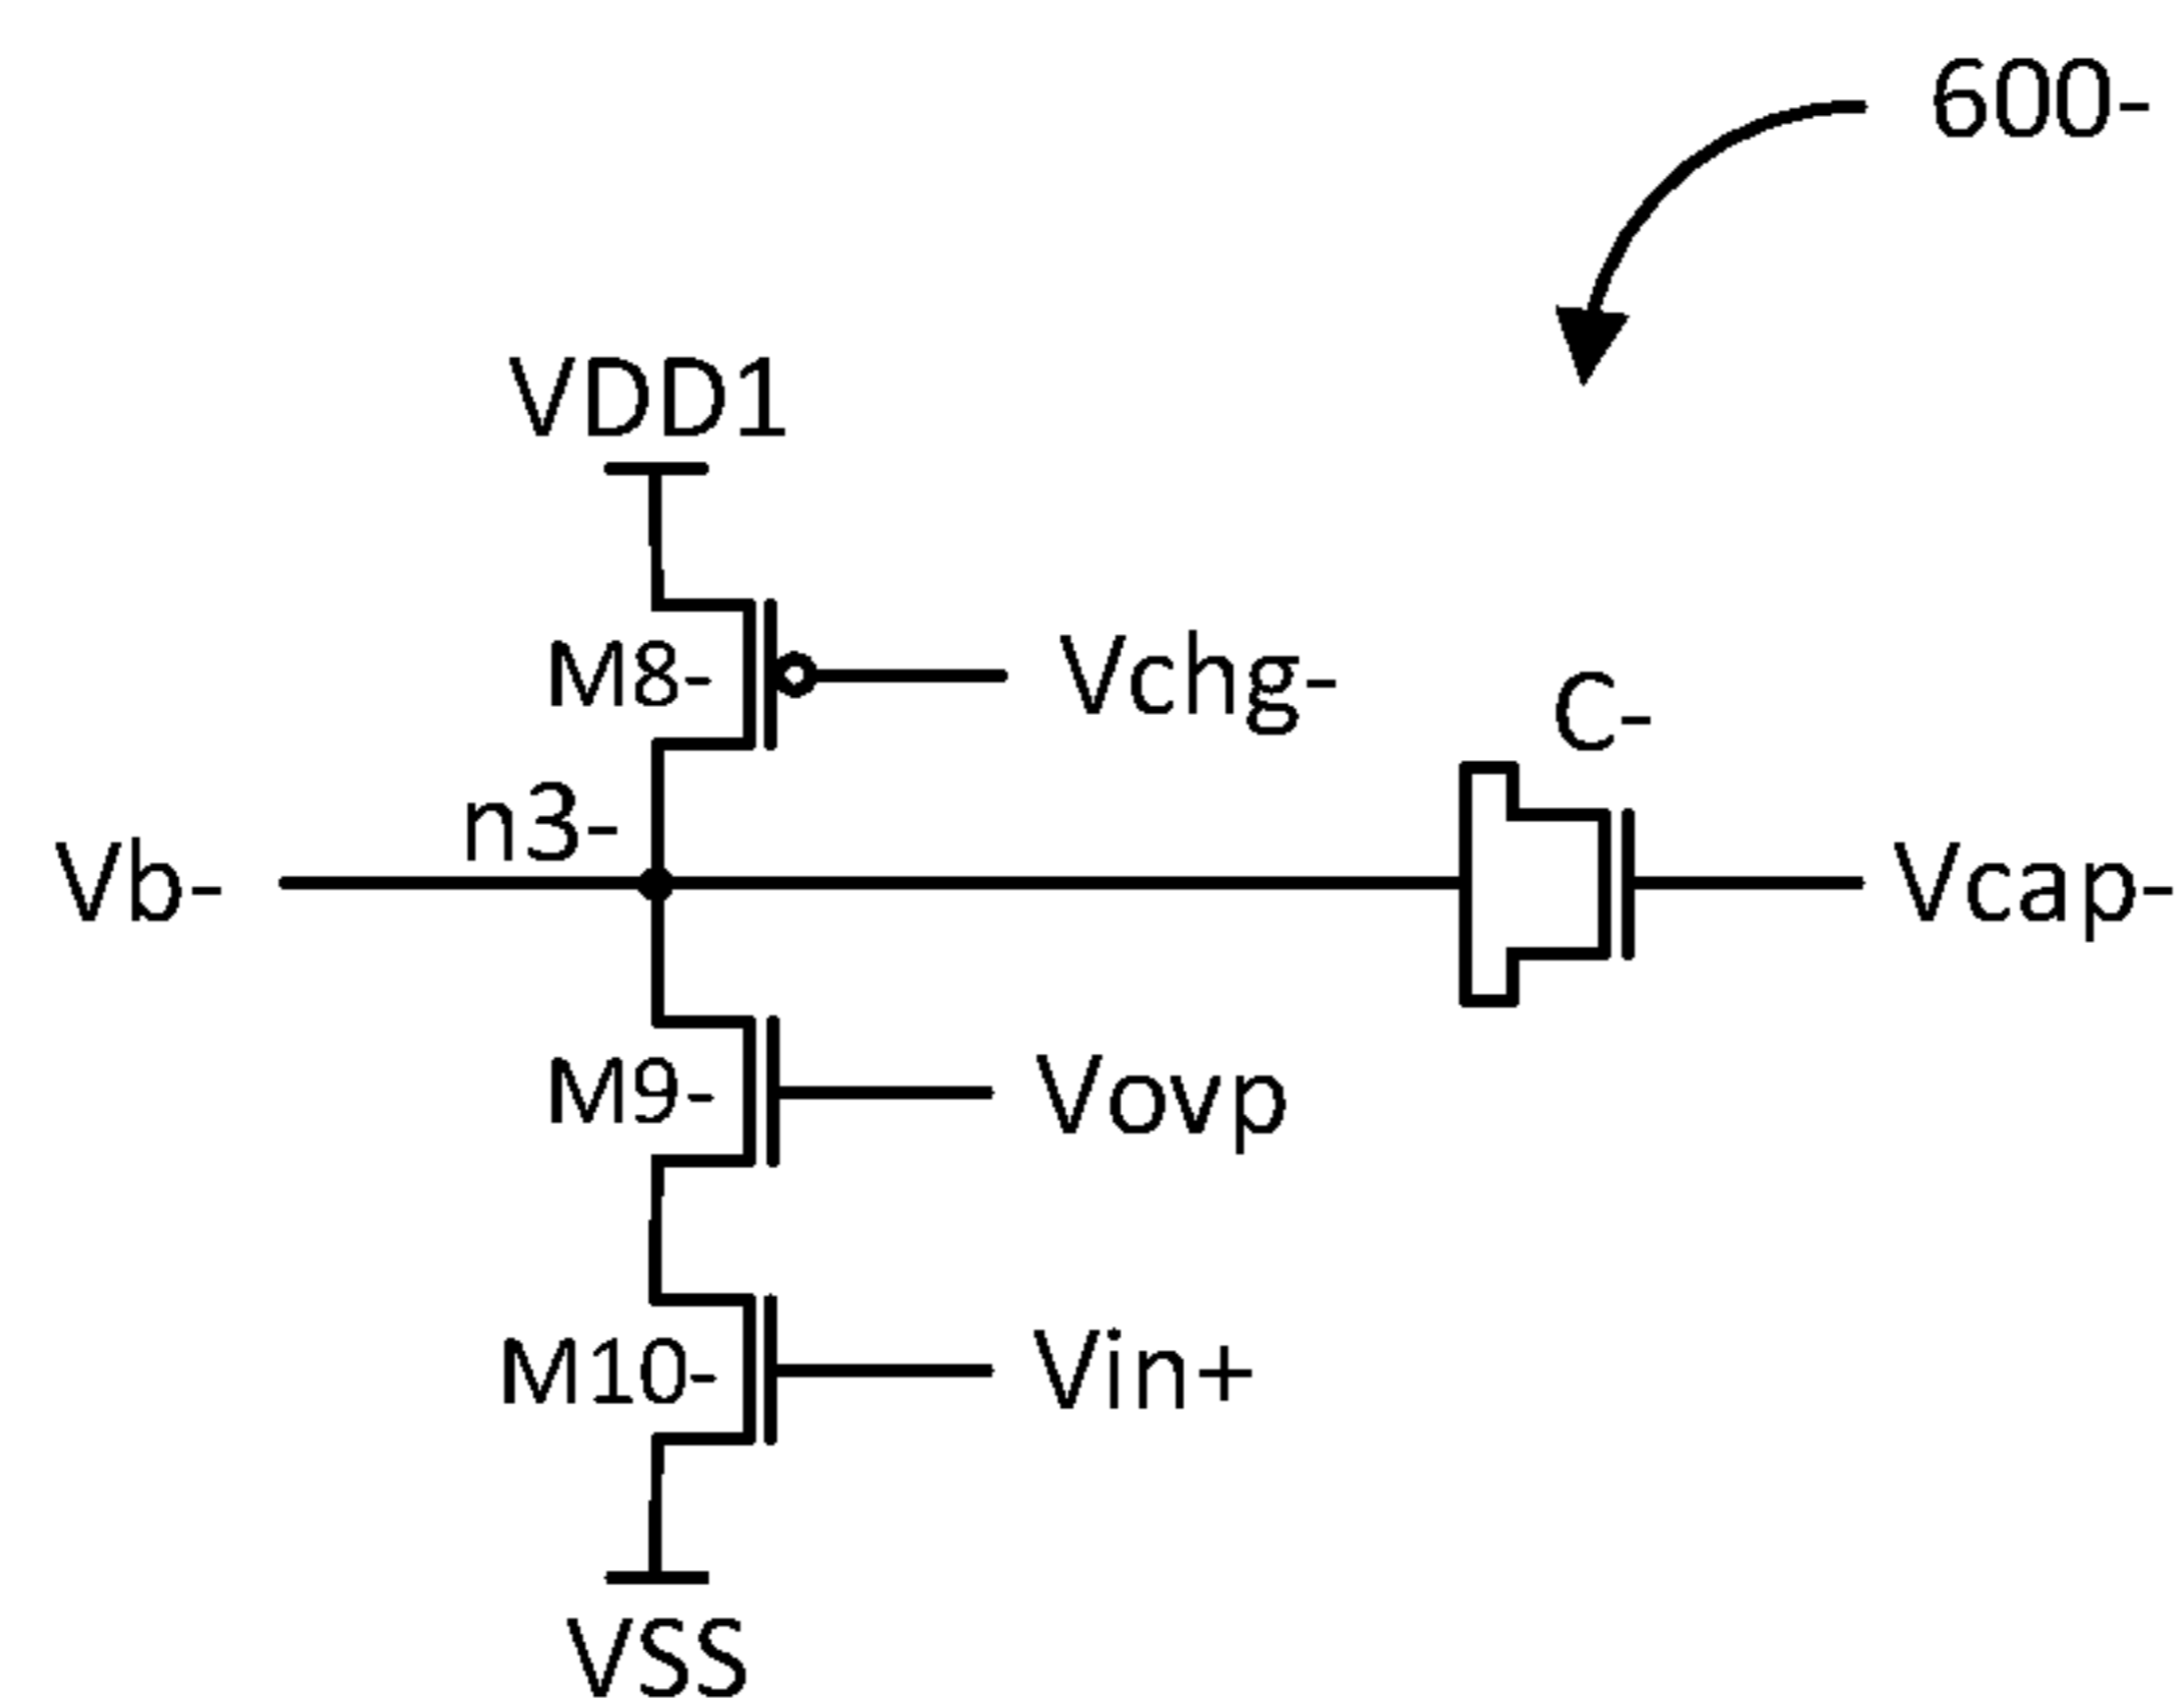 600-
VDD1
M8-
Vchg-
C-
n3-
Vb-
Vcap-
M9-
Vovp
M10-
Vin+
VSS